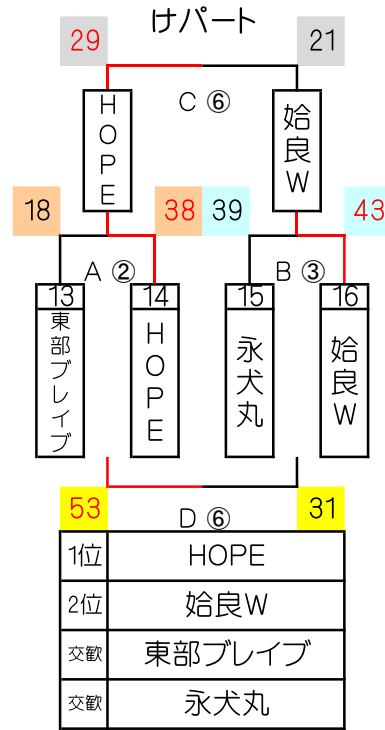 けパート
29 21
C ⑥
HOPE 姶良W
18 38 39 43
A ② B ③
13 14 15 16
東部ブレイブ HOPE 永犬丸 姶良W
53 31
D ⑥
1位 HOPE
2位 姶良W
交歓 東部ブレイブ
交歓 永犬丸